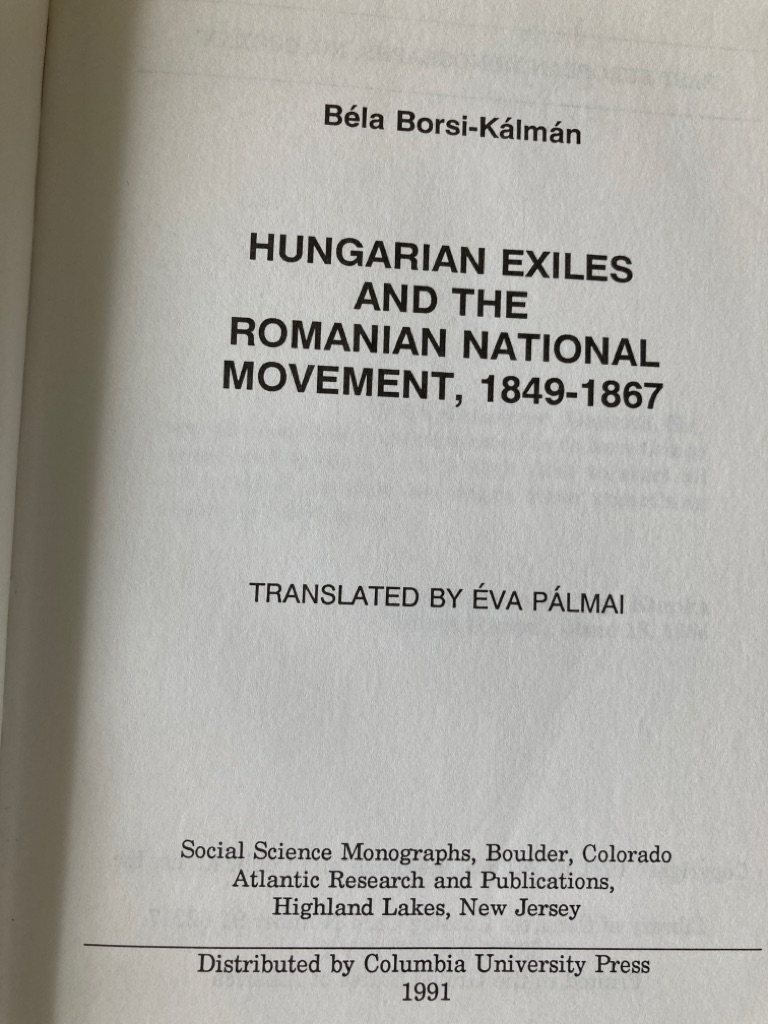 Béla Borsi-Kálmán
HUNGARIAN EXILES
AND THE
ROMANIAN NATIONAL
MOVEMENT, 1849-1867
TRANSLATED BY ÉVA PÁLMAI
Social Science Monographs, Boulder, Colorado
Atlantic Research and Publications,
Highland Lakes, New Jersey
Distributed by Columbia University Press
1991